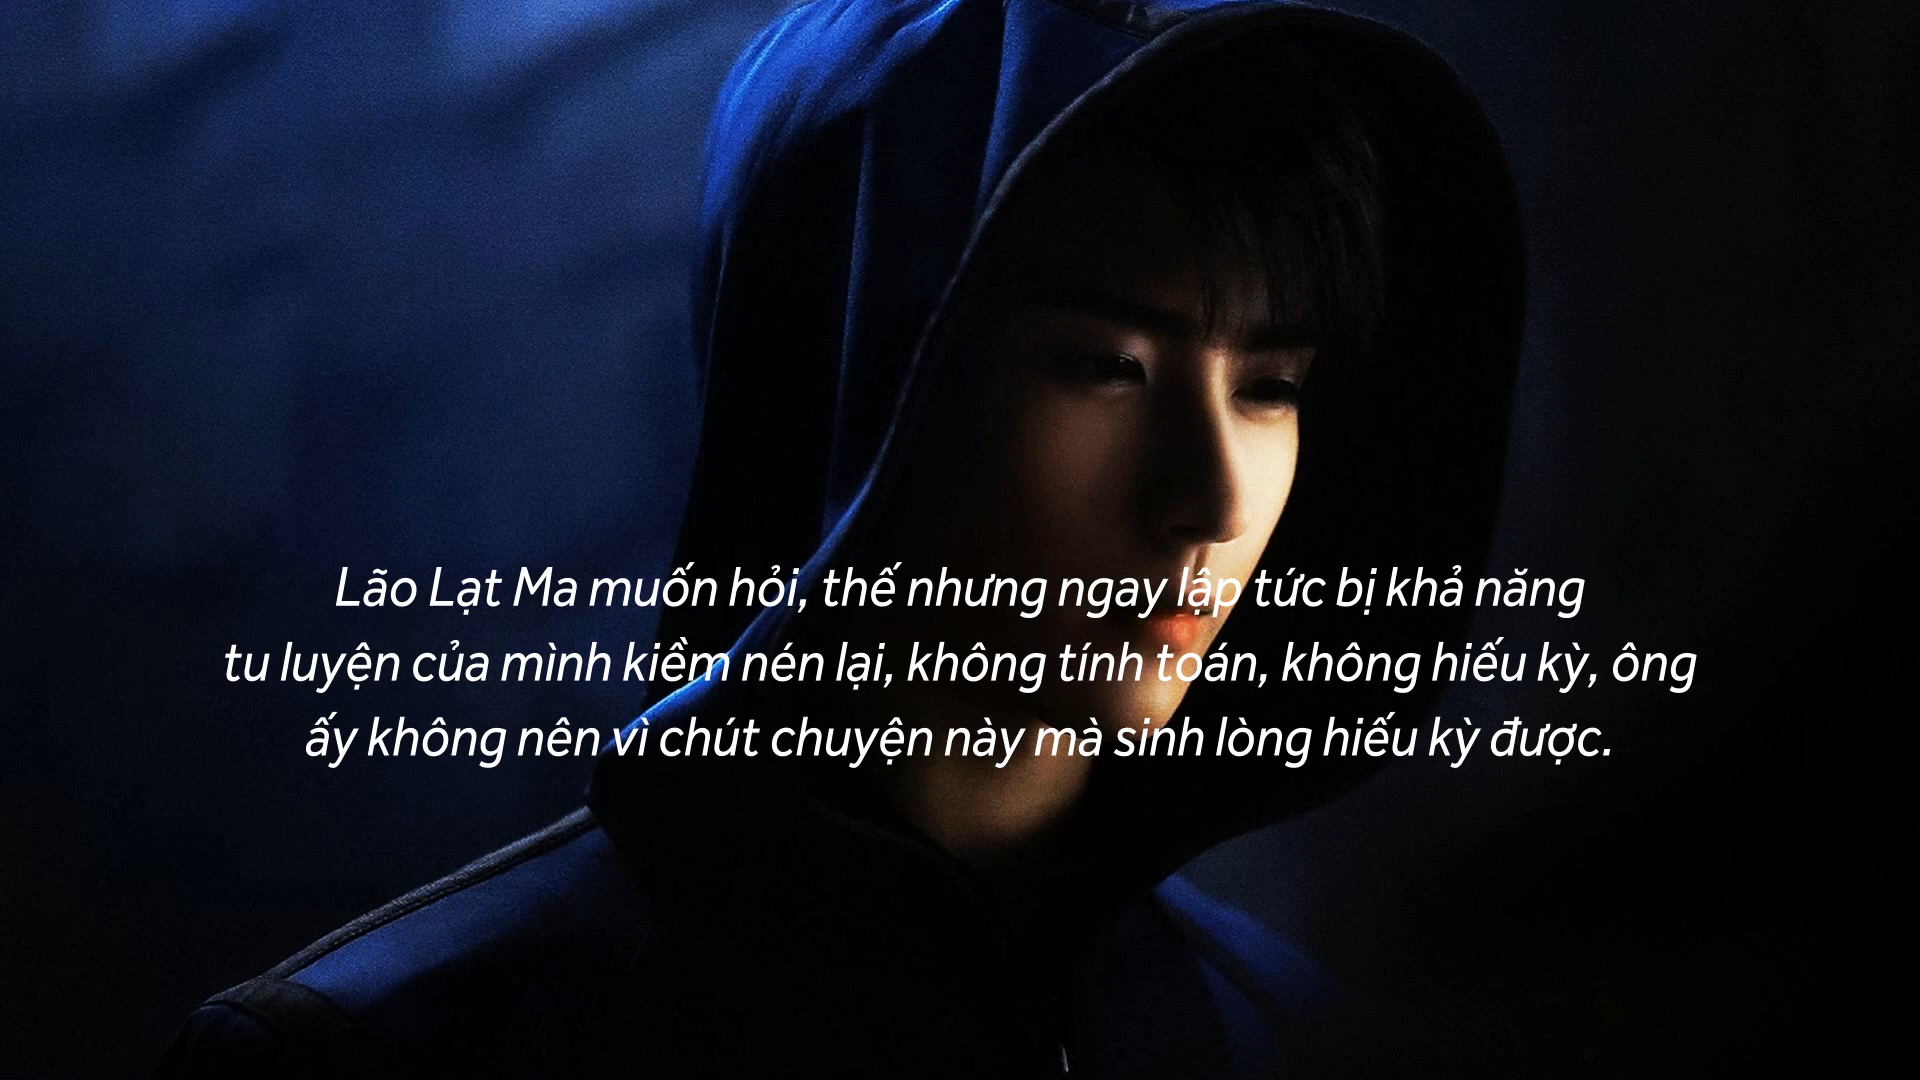 Lão Lạt Ma muốn hỏi, thế nhưng ngay lập tức bị khả năng
tu luyện của mình kiềm nén lại, không tính toán, không hiếu kỳ, ông
ấy không nên vì chút chuyện này mà sinh lòng hiếu kỳ được.